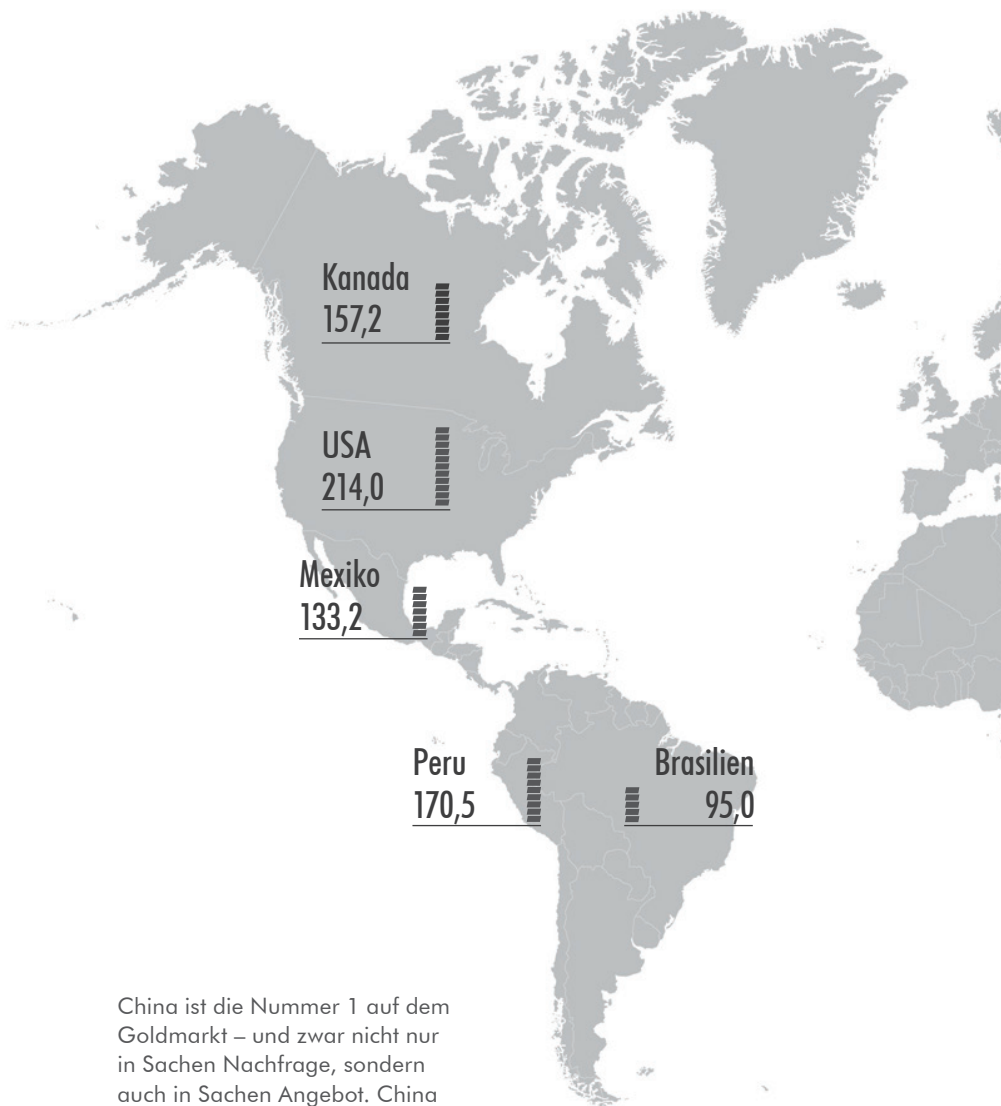 Kanada
157,2
USA
214,0
Mexiko
133,2
Peru
170,5
Brasilien
95,0
China ist die Nummer 1 auf dem
Goldmarkt – und zwar nicht nur
in Sachen Nachfrage, sondern
auch in Sachen Angebot. China